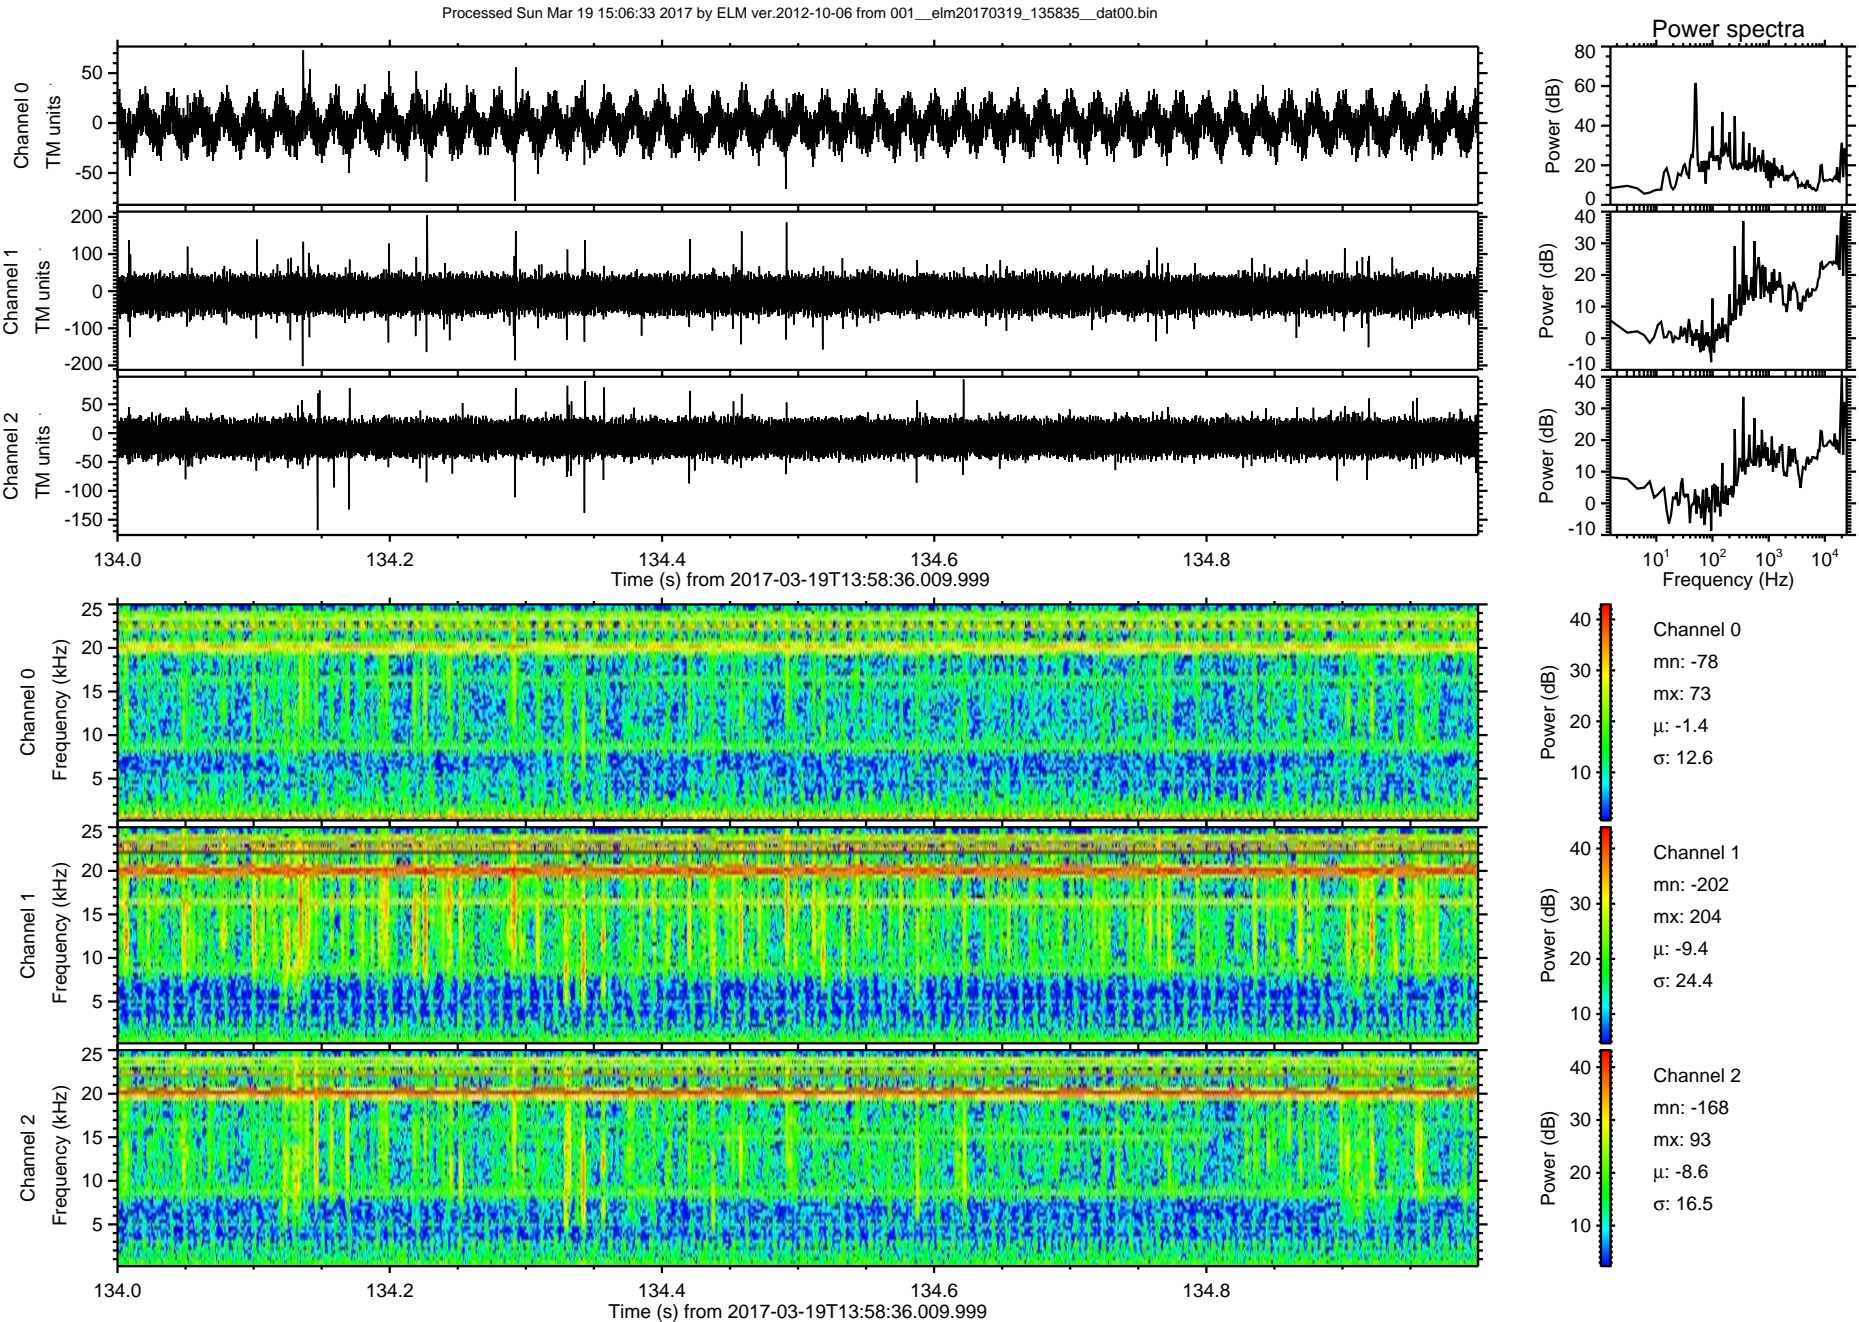 Processed Sun Mar 19 15:06:33 2017 by ELM ver.2012-10-06 from 001__elm20170319_135835__dat00.bin
Power spectra
Channel 0
TM units
50
0
-50
Power (dB)
80
60
40
20
0
Channel 1
TM units
200
100
0
-100
-200
Power (dB)
40
30
20
10
0
-10
Channel 2
TM units
50
0
-50
-100
-150
Power (dB)
40
30
20
10
0
-10
134.0 134.2 134.4 134.6 134.8
Time (s) from 2017-03-19T13:58:36.009.999
10¹ 10² 10³ 10⁴
Frequency (Hz)
Channel 0
Frequency (kHz)
25
20
15
10
5
Power (dB)
40
30
20
10
Channel 0
mn: -78
mx: 73
µ: -1.4
σ: 12.6
Channel 1
Frequency (kHz)
25
20
15
10
5
Power (dB)
40
30
20
10
Channel 1
mn: -202
mx: 204
µ: -9.4
σ: 24.4
Channel 2
Frequency (kHz)
25
20
15
10
5
Power (dB)
40
30
20
10
Channel 2
mn: -168
mx: 93
µ: -8.6
σ: 16.5
134.0 134.2 134.4 134.6 134.8
Time (s) from 2017-03-19T13:58:36.009.999